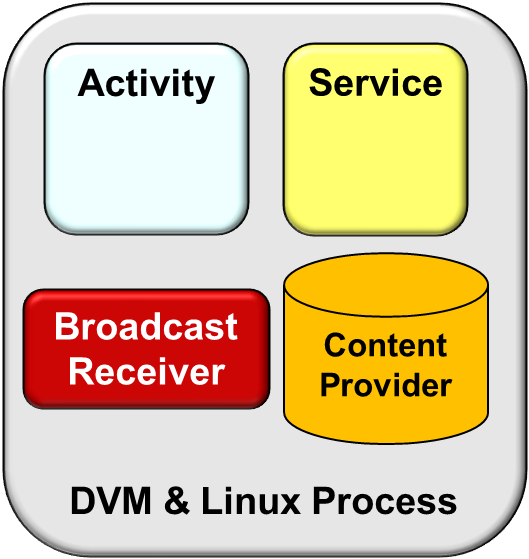 Activity
Service
Broadcast
Receiver
Content
Provider
DVM & Linux Process